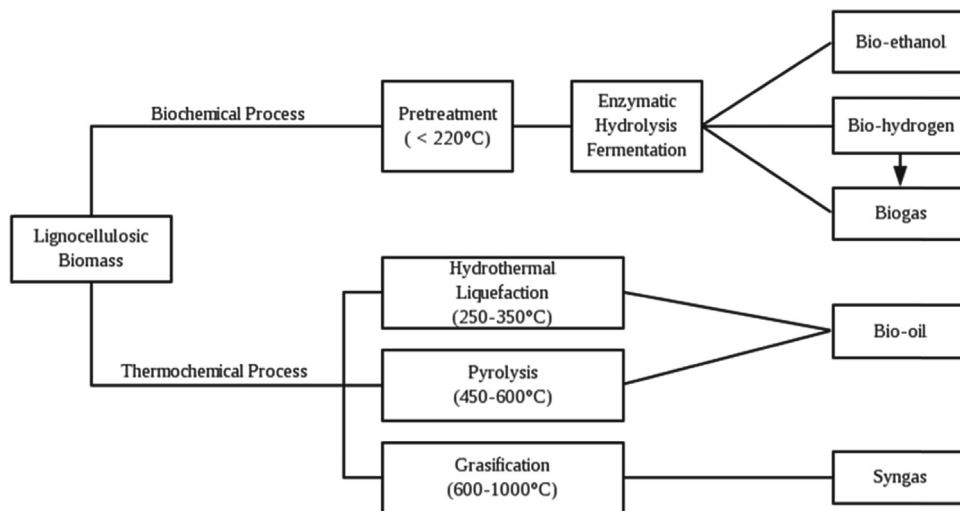 Bio-ethanol
Biochemical Process
Pretreatment
( < 220°C)
Enzymatic
Hydrolysis
Fermentation
Bio-hydrogen
Biogas
Lignocellulosic
Biomass
Hydrothermal
Liquefaction
(250-350°C)
Bio-oil
Thermochemical Process
Pyrolysis
(450-600°C)
Grasification
(600-1000°C)
Syngas